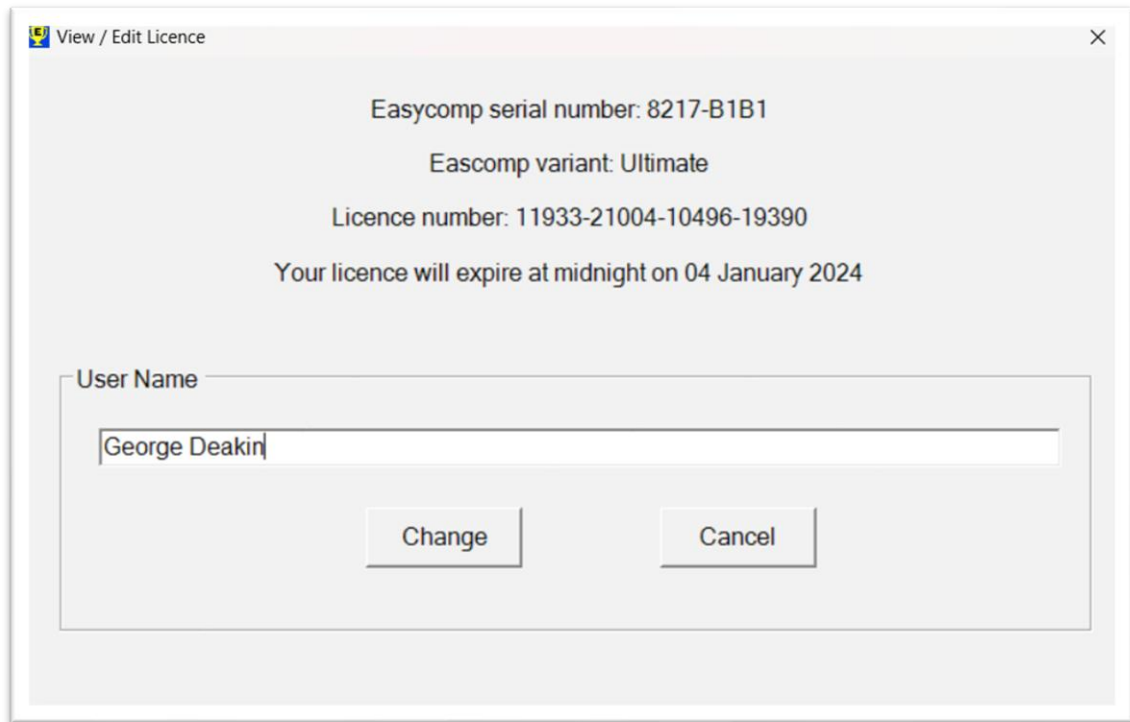 View / Edit Licence
Easycomp serial number: 8217-B1B1
Eascomp variant: Ultimate
Licence number: 11933-21004-10496-19390
Your licence will expire at midnight on 04 January 2024
User Name
George Deakin
Change Cancel